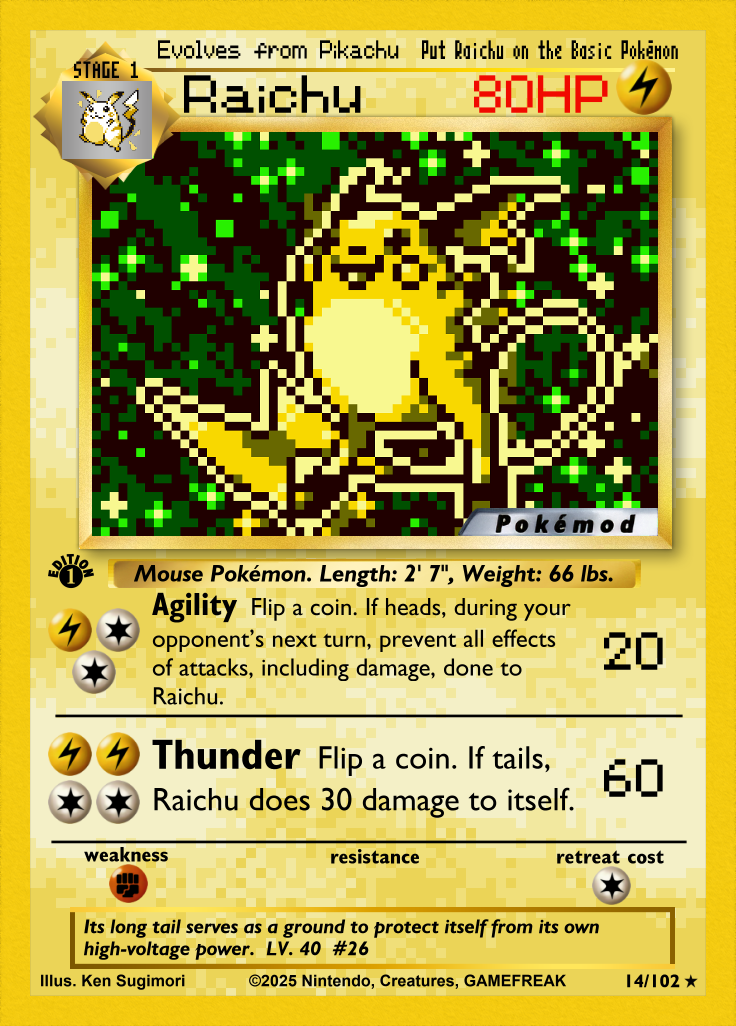 Evolves from Pikachu Put Raichu on the Basic Pokémon
STAGE 1
Raichu 80HP
Pokémod
EDITION
1
Mouse Pokémon. Length: 2' 7", Weight: 66 lbs.
Agility Flip a coin. If heads, during your
opponent's next turn, prevent all effects
of attacks, including damage, done to
Raichu.
20
Thunder Flip a coin. If tails,
Raichu does 30 damage to itself.
60
weakness resistance retreat cost
Its long tail serves as a ground to protect itself from its own
high-voltage power. LV. 40 #26
Illus. Ken Sugimori ©2025 Nintendo, Creatures, GAMEFREAK 14/102 ★